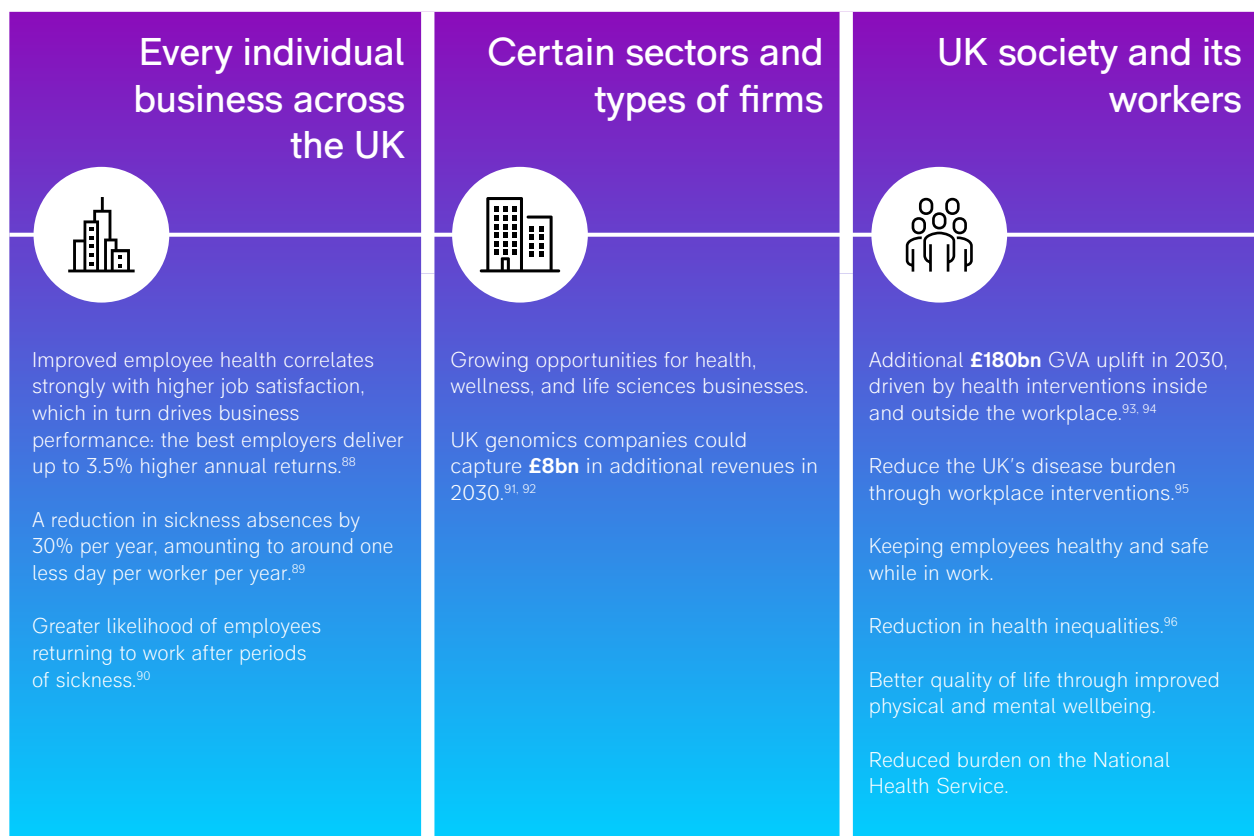 Every individual
business across
the UK
Improved employee health correlates
strongly with higher job satisfaction,
which in turn drives business
performance: the best employers deliver
up to 3.5% higher annual returns.88
A reduction in sickness absences by
30% per year, amounting to around one
less day per worker per year.89
Greater likelihood of employees
returning to work after periods
of sickness.90
Certain sectors and
types of firms
Growing opportunities for health,
wellness, and life sciences businesses.
UK genomics companies could
capture £8bn in additional revenues in
2030.91, 92
UK society and its
workers
Additional £180bn GVA uplift in 2030,
driven by health interventions inside
and outside the workplace.93, 94
Reduce the UK's disease burden
through workplace interventions.95
Keeping employees healthy and safe
while in work.
Reduction in health inequalities.96
Better quality of life through improved
physical and mental wellbeing.
Reduced burden on the National
Health Service.